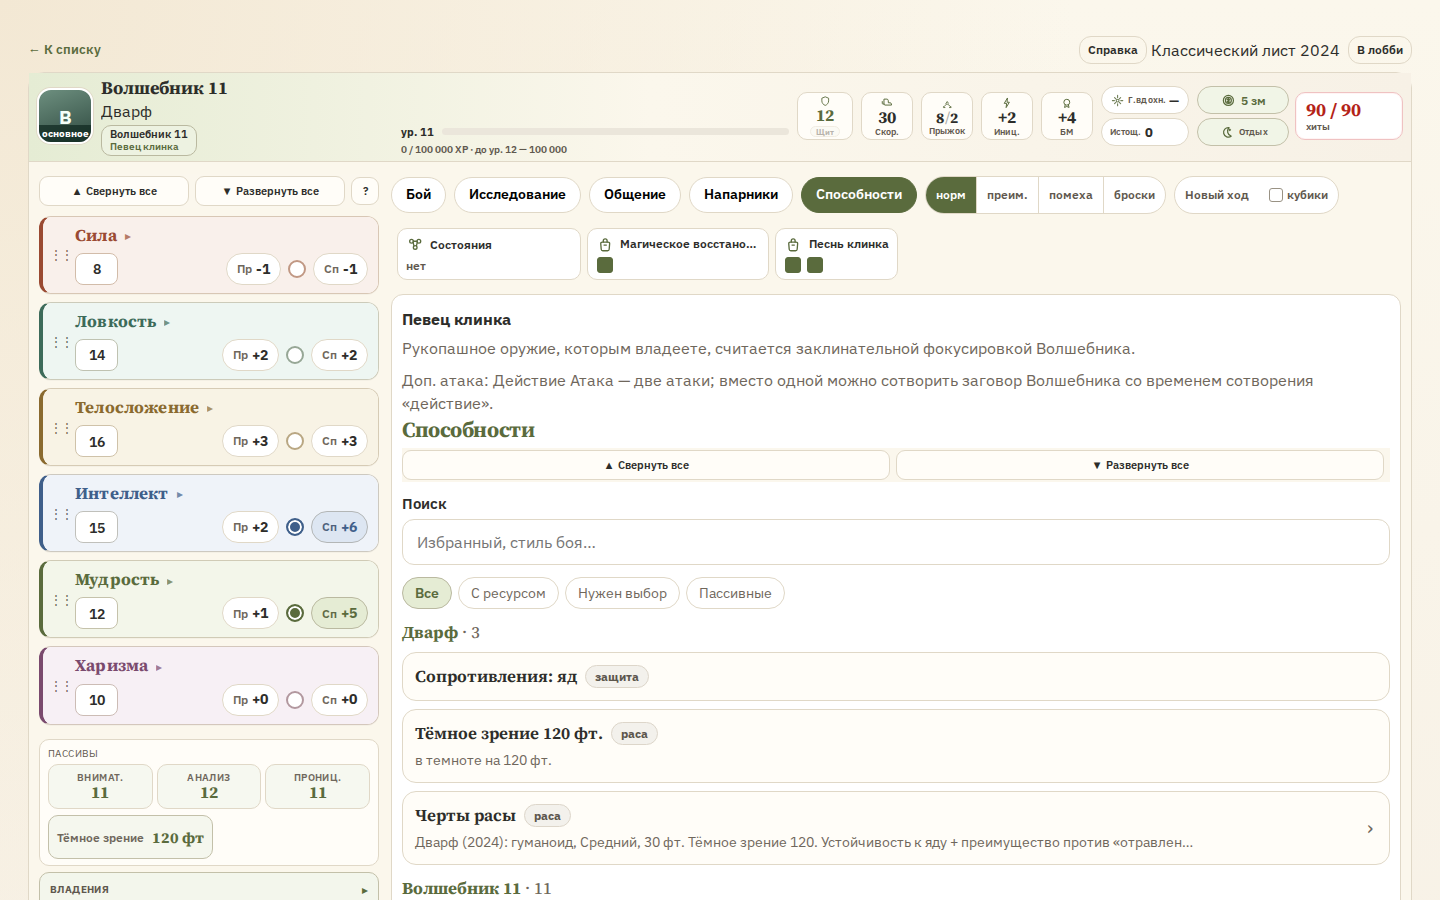 ← К списку
Справка Классический лист 2024 В лобби
В
основное
Волшебник 11
Дварф
Волшебник 11
Певец клинка
ур. 11
0 / 100 000 XP · до ур. 12 — 100 000
12
Щит
30
Скор.
8/2
Прыжок
+2
Иниц.
+4
БМ
Г.вдохн. —
Истощ. 0
5 зм
Отдых
90 / 90
хиты
▲ Свернуть все
▼ Развернуть все
?
Сила ▸
8 Пр -1 Сп -1
Ловкость ▸
14 Пр +2 Сп +2
Телосложение ▸
16 Пр +3 Сп +3
Интеллект ▸
15 Пр +2 Сп +6
Мудрость ▸
12 Пр +1 Сп +5
Харизма ▸
10 Пр +0 Сп +0
ПАССИВЫ
ВНИМАТ.
11
АНАЛИЗ
12
ПРОНИЦ.
11
Тёмное зрение 120 фт
ВЛАДЕНИЯ ▸
Бой Исследование Общение Напарники Способности норм преим. помеха броски Новый ход кубики
Состояния
нет
Магическое восстано...
Песнь клинка
Певец клинка
Рукопашное оружие, которым владеете, считается заклинательной фокусировкой Волшебника.
Доп. атака: Действие Атака — две атаки; вместо одной можно сотворить заговор Волшебника со временем сотворения
«действие».
Способности
▲ Свернуть все ▼ Развернуть все
Поиск
Избранный, стиль боя...
Все С ресурсом Нужен выбор Пассивные
Дварф · 3
Сопротивления: яд защита
Тёмное зрение 120 фт. раса
в темноте на 120 фт.
Черты расы раса
Дварф (2024): гуманоид, Средний, 30 фт. Тёмное зрение 120. Устойчивость к яду + преимущество против «отравлен...
›
Волшебник 11 · 11